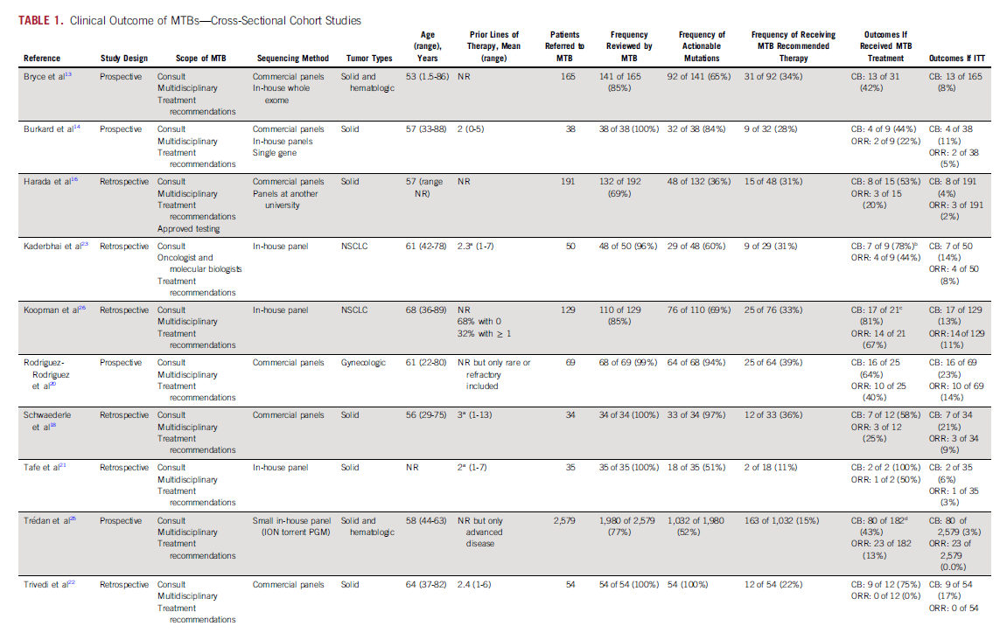 TABLE 1. Clinical Outcome of MTBs—Cross-Sectional Cohort Studies
Reference
Study Design
Scope of MTB
Sequencing Method
Tumor Types
Age
(range),
Years
Prior Lines of
Therapy, Mean
(range)
Patients
Referred to
MTB
Frequency
Reviewed by
MTB
Frequency of
Actionable
Mutations
Frequency of Receiving
MTB Recommended
Therapy
Outcomes If
Received MTB
Treatment
Outcomes If ITT
Bryce et al13
Prospective
Consult
Multidisciplinary
Treatment
recommendations
Commercial panels
In-house whole
exome
Solid and
hematologic
53 (1.5-86)
NR
165
141 of 165
(85%)
92 of 141 (65%)
31 of 92 (34%)
CB: 13 of 31
(42%)
CB: 13 of 165
(8%)
Burkard et al14
Prospective
Consult
Multidisciplinary
Treatment
recommendations
Commercial panels
In-house panels
Single gene
Solid
57 (33-88)
2 (0-5)
38
38 of 38 (100%)
32 of 38 (84%)
9 of 32 (28%)
CB: 4 of 9 (44%)
ORR: 2 of 9 (22%)
CB: 4 of 38
(11%)
ORR: 2 of 38
(5%)
Harada et al16
Retrospective
Consult
Multidisciplinary
Treatment
recommendations
Approved testing
Commercial panels
Panels at another
university
Solid
57 (range
NR)
NR
191
132 of 192
(69%)
48 of 132 (36%)
15 of 48 (31%)
CB: 8 of 15 (53%)
ORR: 3 of 15
(20%)
CB: 8 of 191
(4%)
ORR: 3 of 191
(2%)
Kaderbhai et al23
Retrospective
Consult
Oncologist and
molecular biologists
Treatment
recommendations
In-house panel
NSCLC
61 (42-78)
2.3a (1-7)
50
48 of 50 (96%)
29 of 48 (60%)
9 of 29 (31%)
CB: 7 of 9 (78%)b
ORR: 4 of 9 (44%)
CB: 7 of 50
(14%)
ORR: 4 of 50
(8%)
Koopman et al26
Retrospective
Consult
Multidisciplinary
Treatment
recommendations
In-house panel
NSCLC
68 (36-89)
NR
68% with 0
32% with ≥ 1
129
110 of 129
(85%)
76 of 110 (69%)
25 of 76 (33%)
CB: 17 of 21c
(81%)
ORR: 14 of 21
(67%)
CB: 17 of 129
(13%)
ORR: 14 of 129
(11%)
Rodriguez-
Rodriguez
et al20
Prospective
Consult
Multidisciplinary
Treatment
recommendations
Commercial panels
Gynecologic
61 (22-80)
NR but only rare or
refractory
included
69
68 of 69 (99%)
64 of 68 (94%)
25 of 64 (39%)
CB: 16 of 25
(64%)
ORR: 10 of 25
(40%)
CB: 16 of 69
(23%)
ORR: 10 of 69
(14%)
Schwaederle
et al18
Retrospective
Consult
Multidisciplinary
Treatment
recommendations
Commercial panels
Solid
56 (29-75)
3a (1-13)
34
34 of 34 (100%)
33 of 34 (97%)
12 of 33 (36%)
CB: 7 of 12 (58%)
ORR: 3 of 12
(25%)
CB: 7 of 34
(21%)
ORR: 3 of 34
(9%)
Tafe et al21
Retrospective
Consult
Multidisciplinary
Treatment
recommendations
In-house panel
Solid
NR
2a (1-7)
35
35 of 35 (100%)
18 of 35 (51%)
2 of 18 (11%)
CB: 2 of 2 (100%)
ORR: 1 of 2 (50%)
CB: 2 of 35
(6%)
ORR: 1 of 35
(3%)
Trédan et al25
Prospective
Consult
Multidisciplinary
Treatment
recommendations
Small in-house panel
(ION torrent PGM)
Solid and
hematologic
58 (44-63)
NR but only
advanced
disease
2,579
1,980 of 2,579
(77%)
1,032 of 1,980
(52%)
163 of 1,032 (15%)
CB: 80 of 182d
(43%)
ORR: 23 of 182
(13%)
CB: 80 of
2,579 (3%)
ORR: 23 of
2,579
(0.0%)
Trivedi et al22
Retrospective
Consult
Multidisciplinary
Treatment
recommendations
Commercial panels
Solid
64 (37-82)
2.4 (1-6)
54
54 of 54 (100%)
54 (100%)
12 of 54 (22%)
CB: 9 of 12 (75%)
ORR: 0 of 12 (0%)
CB: 9 of 54
(17%)
ORR: 0 of 54